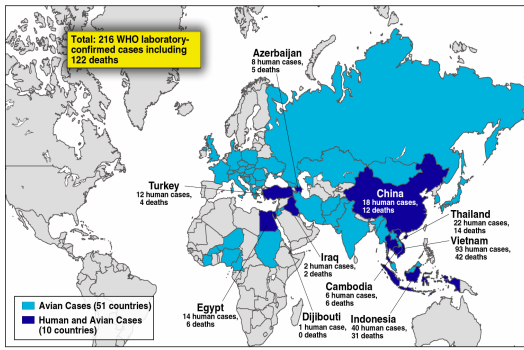 Total: 216 WHO laboratory-
confirmed cases including
122 deaths
Azerbaijan
8 human cases,
5 deaths
Turkey
12 human cases,
4 deaths
China
18 human cases,
12 deaths
Thailand
22 human cases,
14 deaths
Vietnam
93 human cases,
42 deaths
Iraq
2 human cases,
2 deaths
Cambodia
6 human cases,
6 deaths
Egypt
14 human cases,
6 deaths
Djibouti
1 human case,
0 deaths
Indonesia
40 human cases,
31 deaths
Avian Cases (51 countries)
Human and Avian Cases
(10 countries)